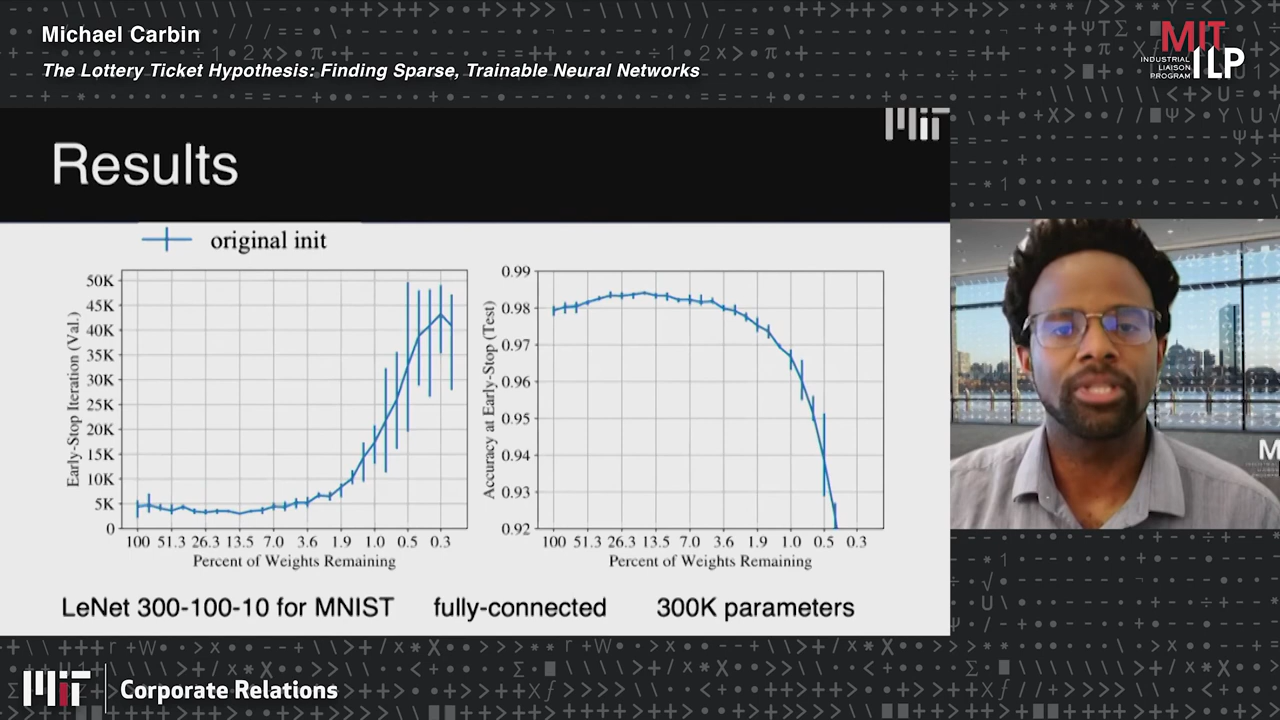 Michael Carbin
The Lottery Ticket Hypothesis: Finding Sparse, Trainable Neural Networks
MIT
INDUSTRIAL
LIAISON
PROGRAM
ILP
MIT
Results
original init
50K
45K
40K
35K
30K
25K
20K
15K
10K
5K
0
Early-Stop Iteration (Val.)
100 51.3 26.3 13.5 7.0 3.6 1.9 1.0 0.5 0.3
Percent of Weights Remaining
0.99
0.98
0.97
0.96
0.95
0.94
0.93
0.92
Accuracy at Early-Stop (Test)
100 51.3 26.3 13.5 7.0 3.6 1.9 1.0 0.5 0.3
Percent of Weights Remaining
LeNet 300-100-10 for MNIST fully-connected 300K parameters
M
MIT Corporate Relations